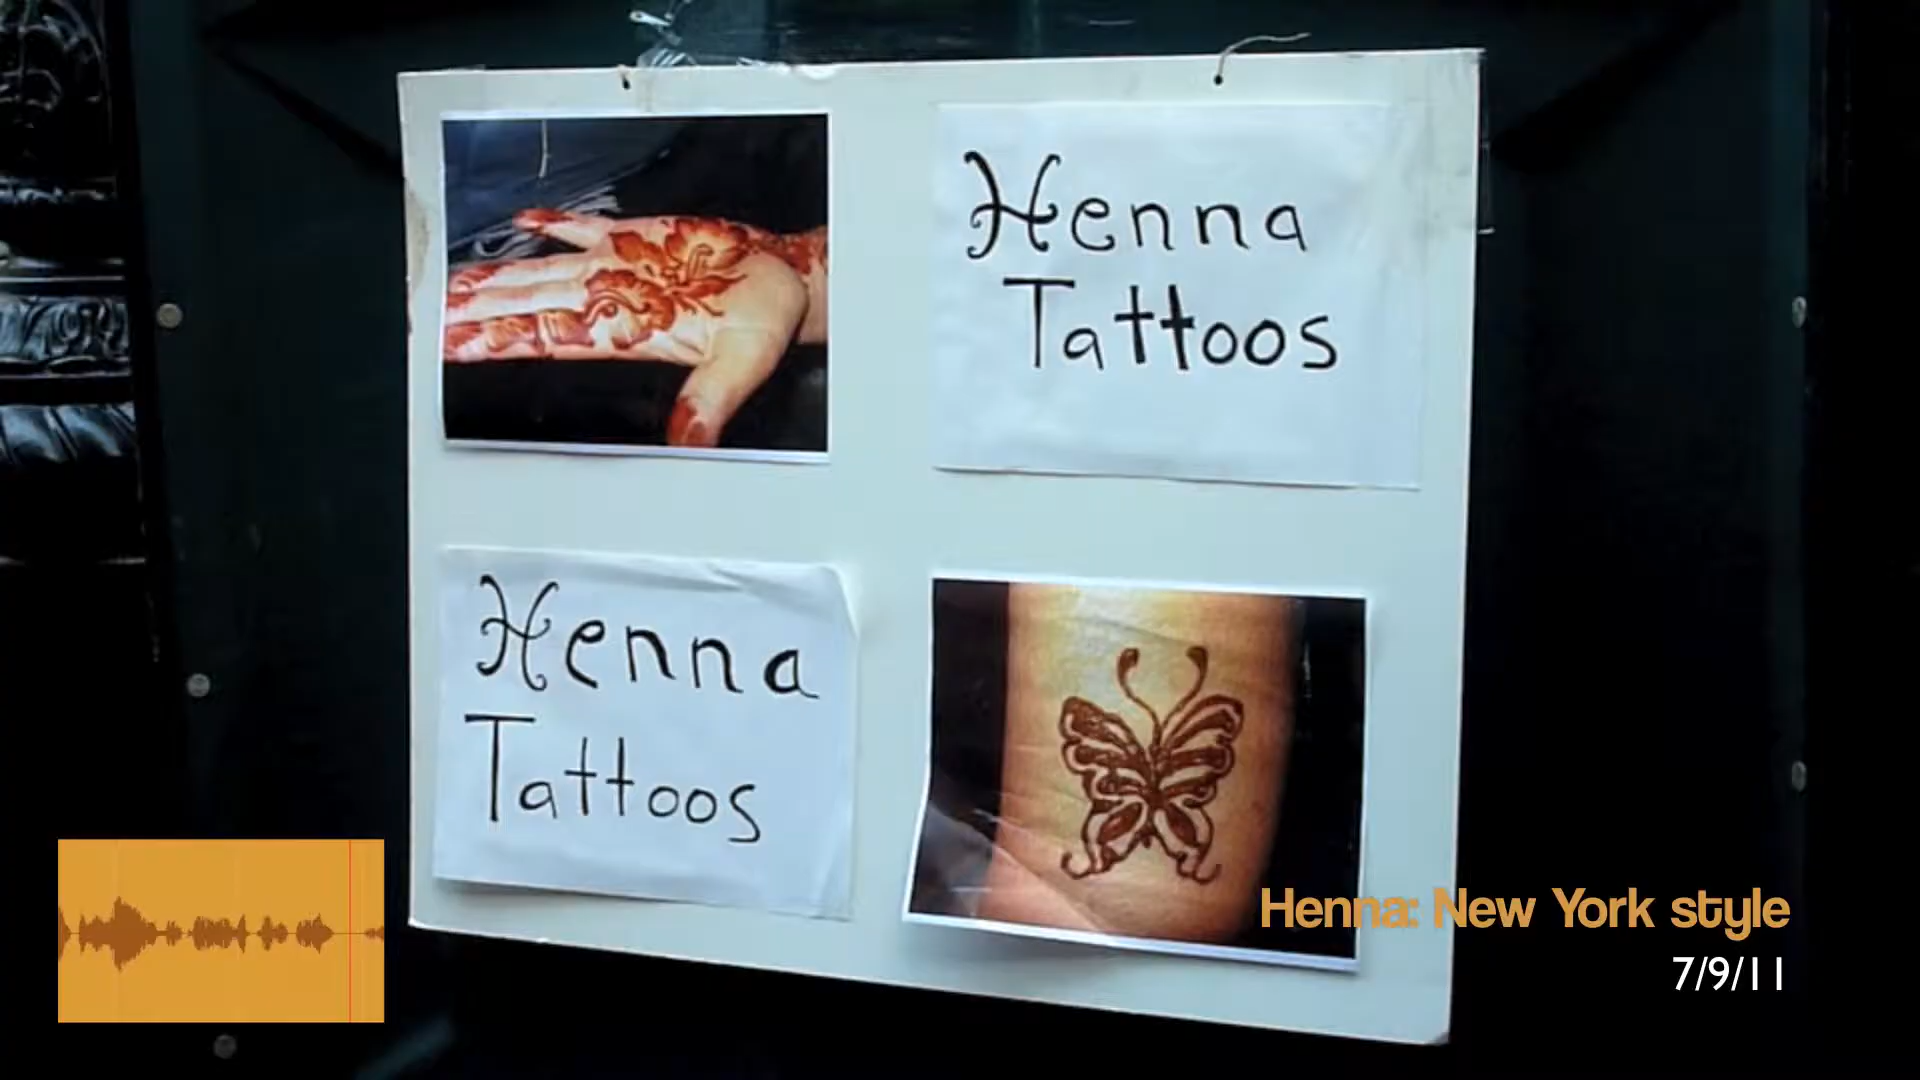 Henna
Tattoos
Henna
Tattoos
Henna: New York style
7/9/11